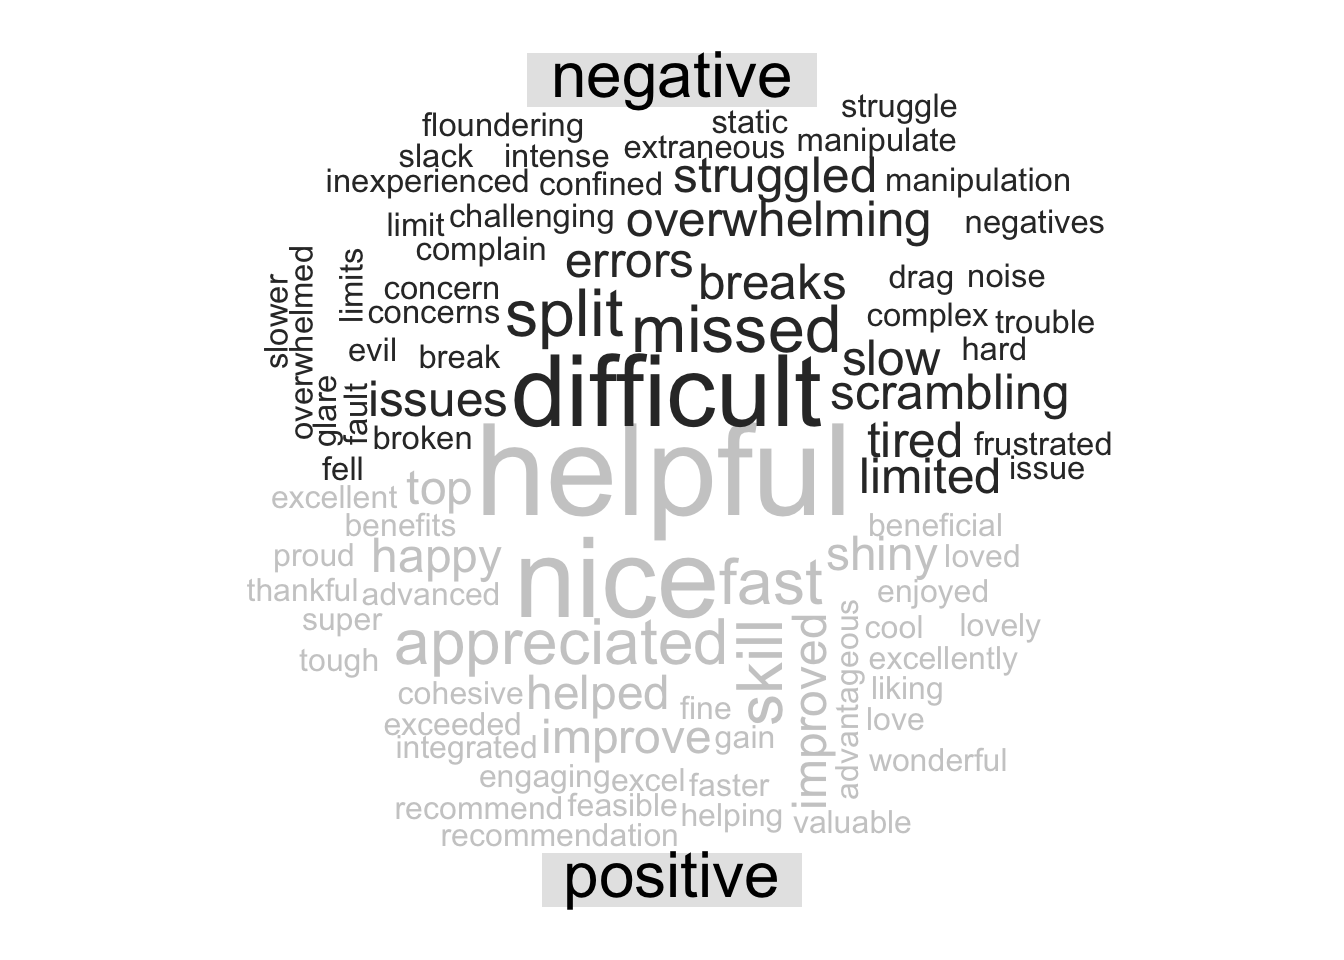 negative
struggle
floundering static
extraneous manipulate
slack intense
inexperienced confined struggled manipulation
limit challenging overwhelming negatives
complain
errors breaks drag noise
slower overwhelmed limits
concern
concerns split missed complex trouble
evil break slow hard
glare fault issues difficult scrambling
broken tired frustrated
fell limited issue
excellent top helpful
benefits beneficial
proud happy shiny loved
thankful advanced nice fast enjoyed
super cool lovely
tough appreciated skill improved advantageous excellently
cohesive helped fine liking
exceeded love
integrated improve gain
wonderful
engaging excel faster
recommend feasible helping valuable
recommendation
positive